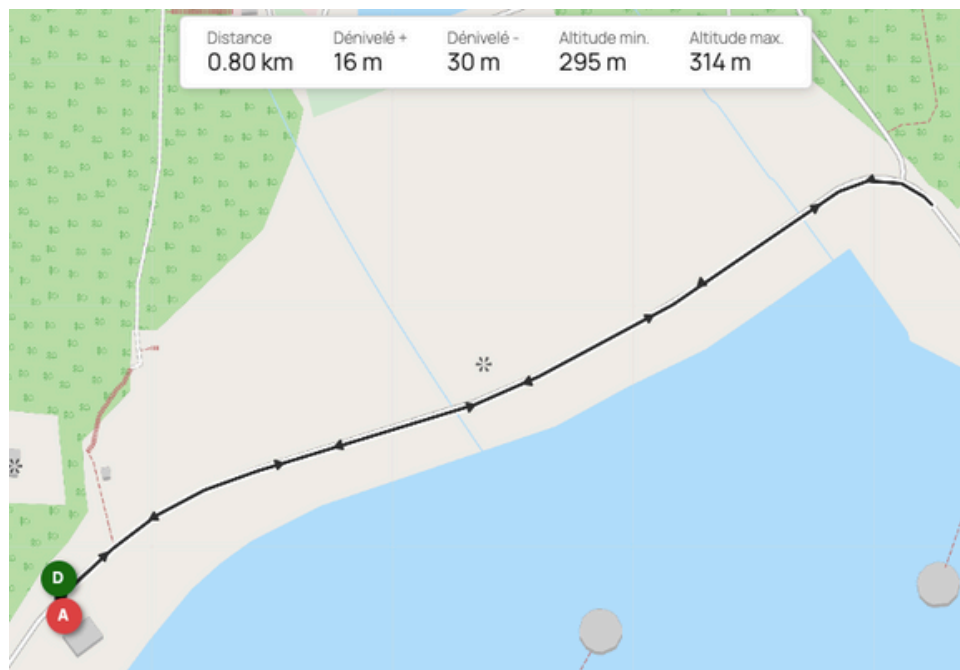 Distance Dénivelé + Dénivelé - Altitude min. Altitude max.
0.80 km 16 m 30 m 295 m 314 m
D
A